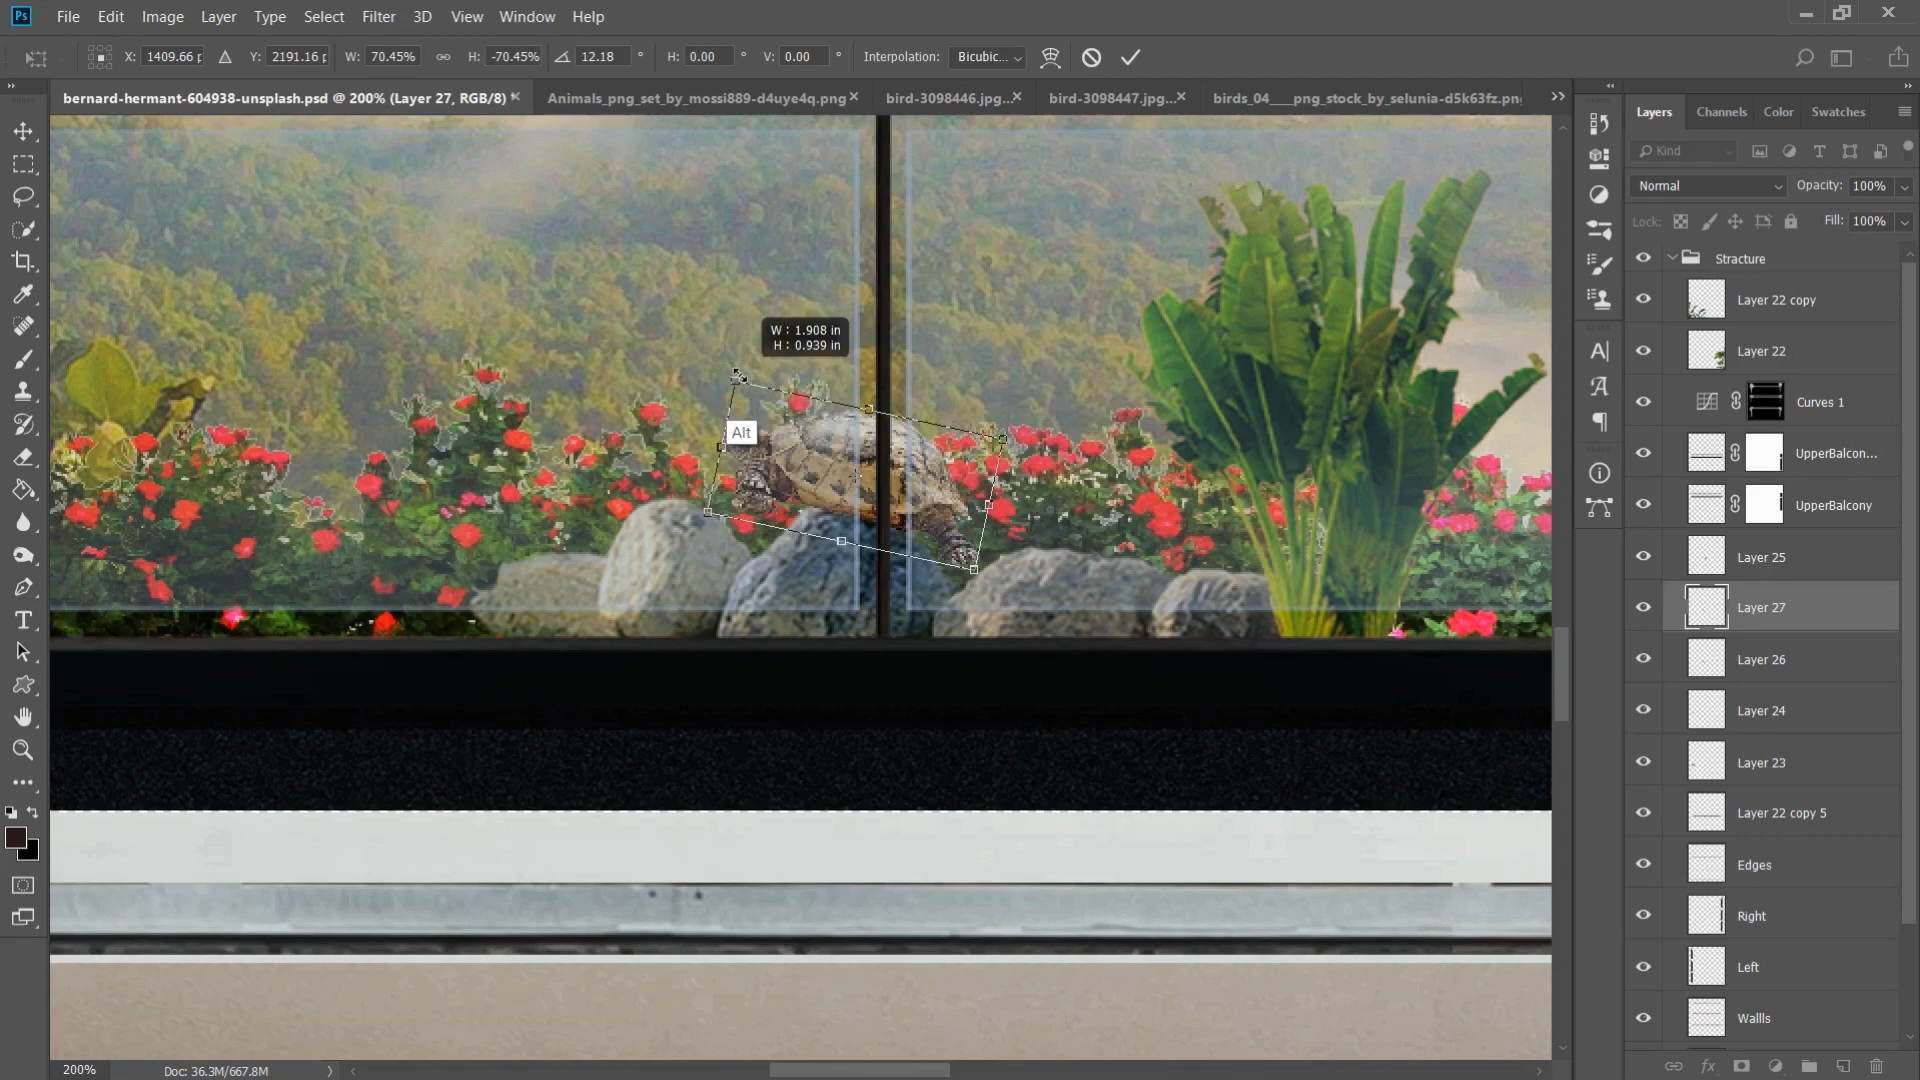 Ps File Edit Image Layer Type Select Filter 3D View Window Help
X: 1409.66 p Y: 2191.16 p W: 70.45% H: -70.45% 12.18 ° H: 0.00 ° V: 0.00 ° Interpolation: Bicubic...
bernard-hermant-604938-unsplash.psd @ 200% (Layer 27, RGB/8) * Animals_png_set_by_mossi889-d4uye4q.png bird-3098446.jpg... bird-3098447.jpg... birds_04____png_stock_by_selunia-d5k63fz.png
Layers Channels Color Swatches
Kind
Normal Opacity: 100%
Lock: Fill: 100%
Stracture
Layer 22 copy
Layer 22
Curves 1
UpperBalcon...
UpperBalcony
Layer 25
Layer 27
Layer 26
Layer 24
Layer 23
Layer 22 copy 5
Edges
Right
Left
Wallls
W : 1.908 in
H : 0.939 in
Alt
200% Doc: 36.3M/667.8M